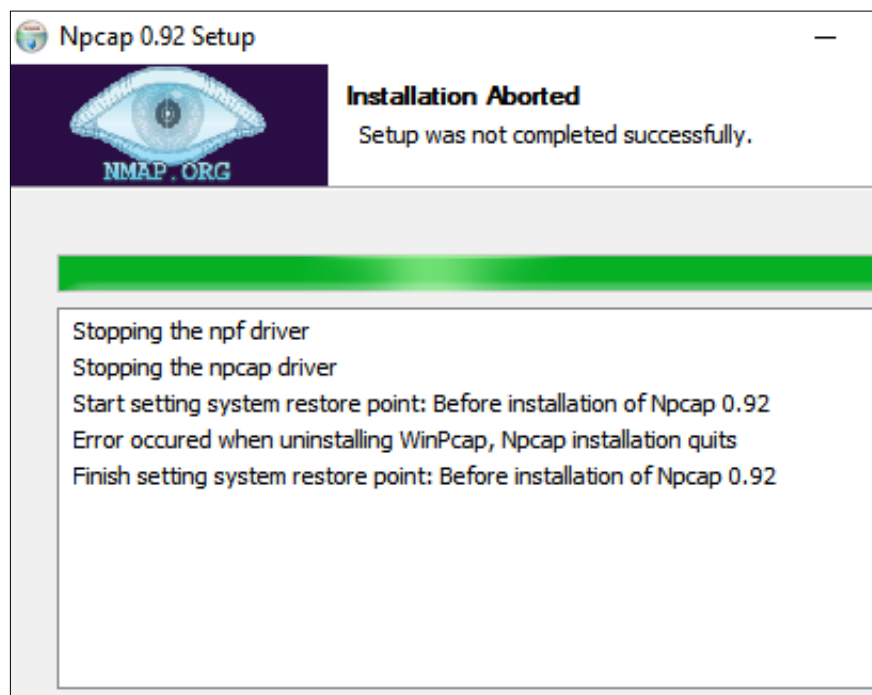 Npcap 0.92 Setup
Installation Aborted
Setup was not completed successfully.
NMAP.ORG
Stopping the npf driver
Stopping the npcap driver
Start setting system restore point: Before installation of Npcap 0.92
Error occured when uninstalling WinPcap, Npcap installation quits
Finish setting system restore point: Before installation of Npcap 0.92